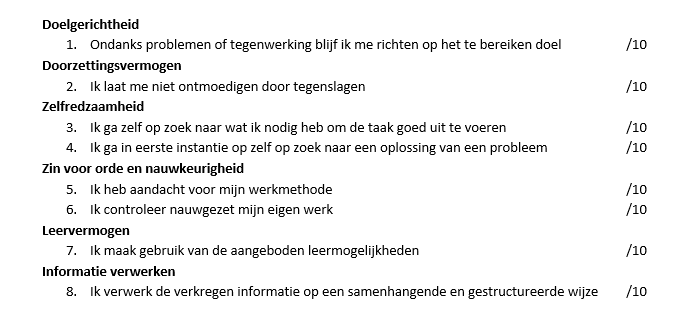 Doelgerichtheid
1. Ondanks problemen of tegenwerking blijf ik me richten op het te bereiken doel /10
Doorzettingsvermogen
2. Ik laat me niet ontmoedigen door tegenslagen /10
Zelfredzaamheid
3. Ik ga zelf op zoek naar wat ik nodig heb om de taak goed uit te voeren /10
4. Ik ga in eerste instantie op zelf op zoek naar een oplossing van een probleem /10
Zin voor orde en nauwkeurigheid
5. Ik heb aandacht voor mijn werkmethode /10
6. Ik controleer nauwgezet mijn eigen werk /10
Leervermogen
7. Ik maak gebruik van de aangeboden leermogelijkheden /10
Informatie verwerken
8. Ik verwerk de verkregen informatie op een samenhangende en gestructureerde wijze /10